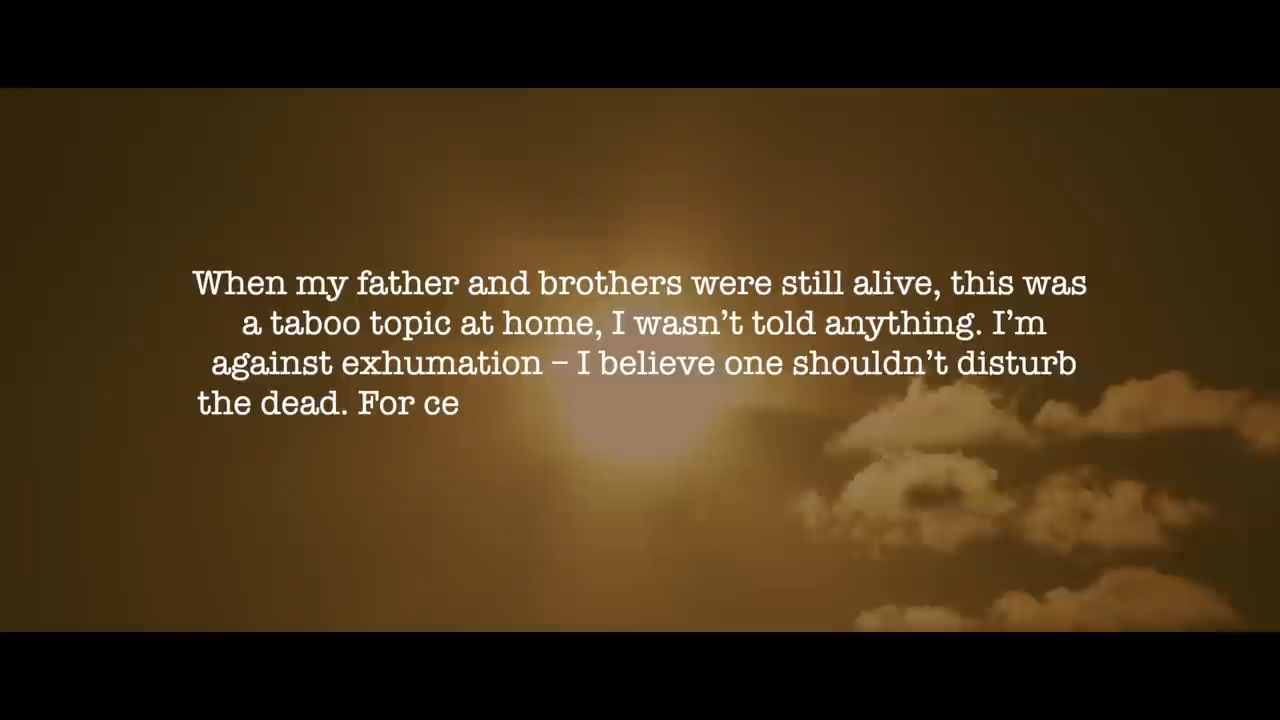 When my father and brothers were still alive, this was
a taboo topic at home, I wasn’t told anything. I’m
against exhumation – I believe one shouldn’t disturb
the dead. For ce